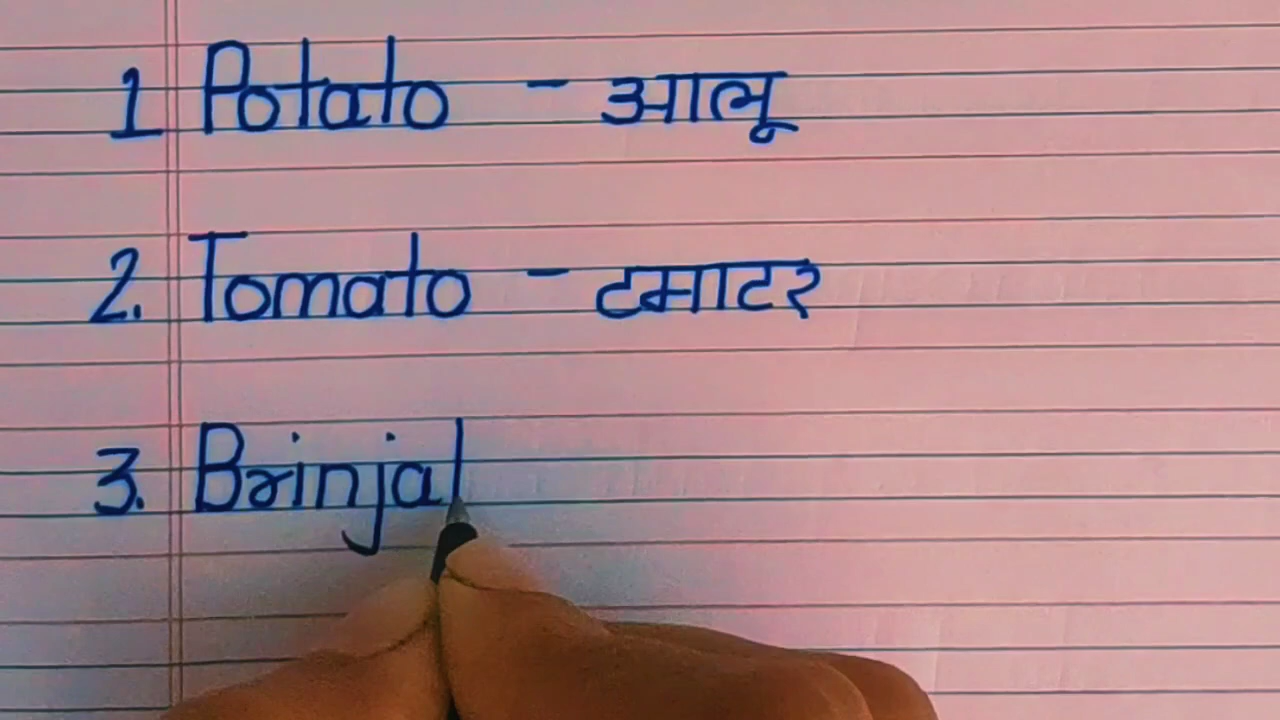 1 Potato - आलू
2. Tomato - टमाटर
3. Brinjal